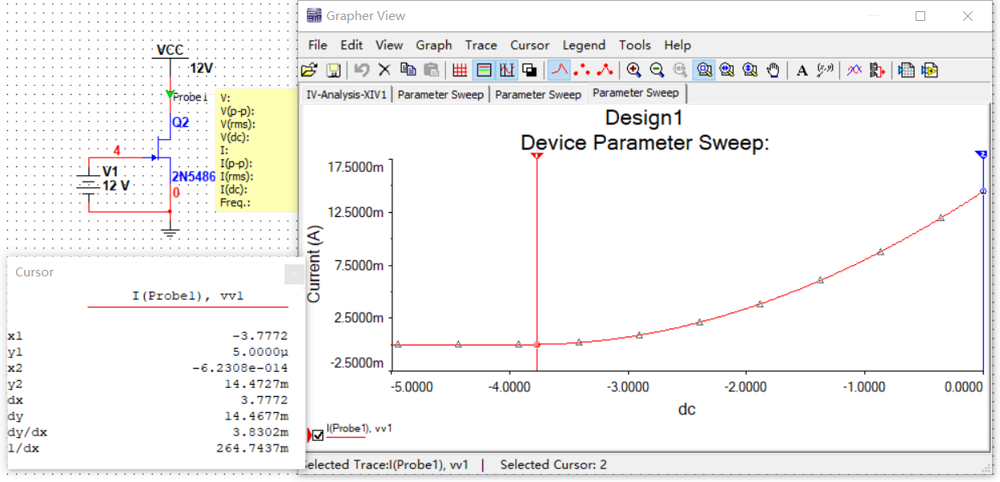 Grapher View
File Edit View Graph Trace Cursor Legend Tools Help
IV-Analysis-XIV1 Parameter Sweep Parameter Sweep Parameter Sweep
VCC
12V
Probe1
Q2
2N5486
4
V1
12 V
0
V:
V(p-p):
V(rms):
V(dc):
I:
I(p-p):
I(rms):
I(dc):
Freq.:
Design1
Device Parameter Sweep:
1
2
Current (A)
17.5000m
12.5000m
7.5000m
2.5000m
-2.5000m
-5.0000 -4.0000 -3.0000 -2.0000 -1.0000 0.0000
dc
I(Probe1), vv1
Selected Trace:I(Probe1), vv1 | Selected Cursor: 2
Cursor
I(Probe1), vv1
x1 -3.7772
y1 5.0000µ
x2 -6.2308e-014
y2 14.4727m
dx 3.7772
dy 14.4677m
dy/dx 3.8302m
1/dx 264.7437m